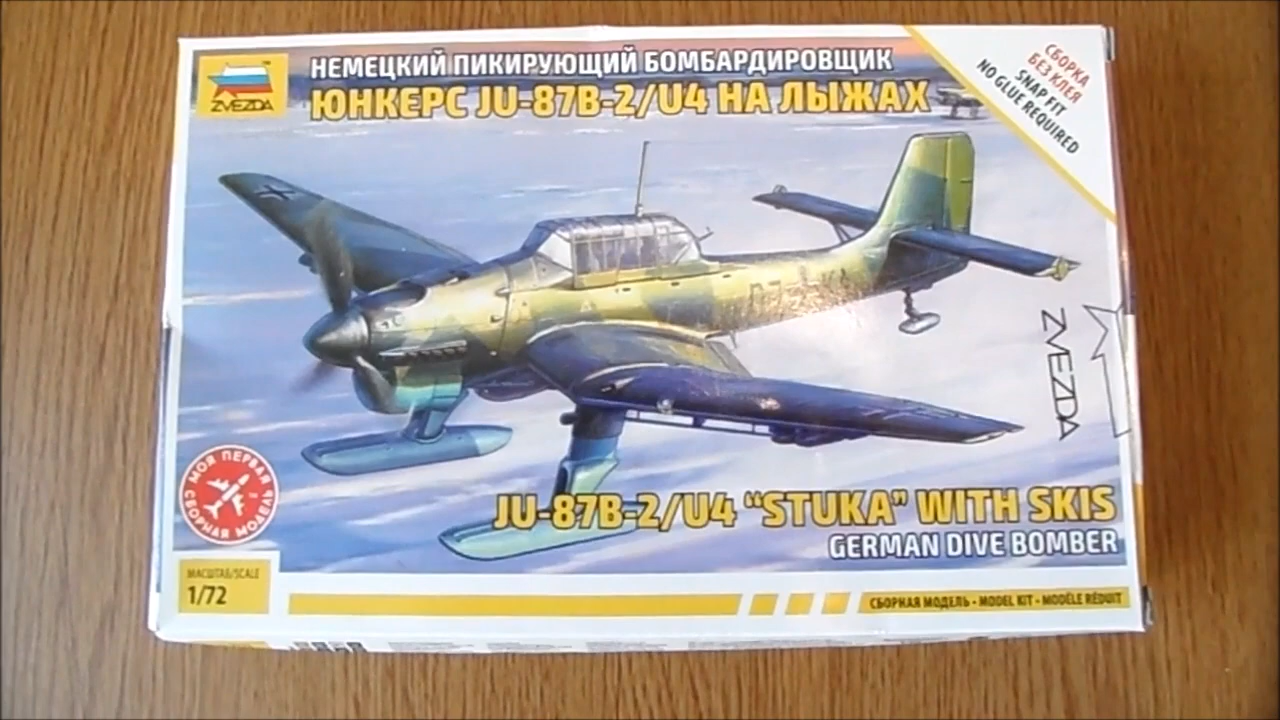 ZVEZDA
НЕМЕЦКИЙ ПИКИРУЮЩИЙ БОМБАРДИРОВЩИК
ЮНКЕРС JU-87B-2/U4 НА ЛЫЖАХ
СБОРКА
БЕЗ КЛЕЯ
SNAP FIT
NO GLUE REQUIRED
ZVEZDA
МОЯ ПЕРВАЯ
СБОРНАЯ МОДЕЛЬ
JU-87B-2/U4 “STUKA” WITH SKIS
GERMAN DIVE BOMBER
МАСШТАБ/SCALE
1/72
СБОРНАЯ МОДЕЛЬ • MODEL KIT • MODÈLE RÉDUIT